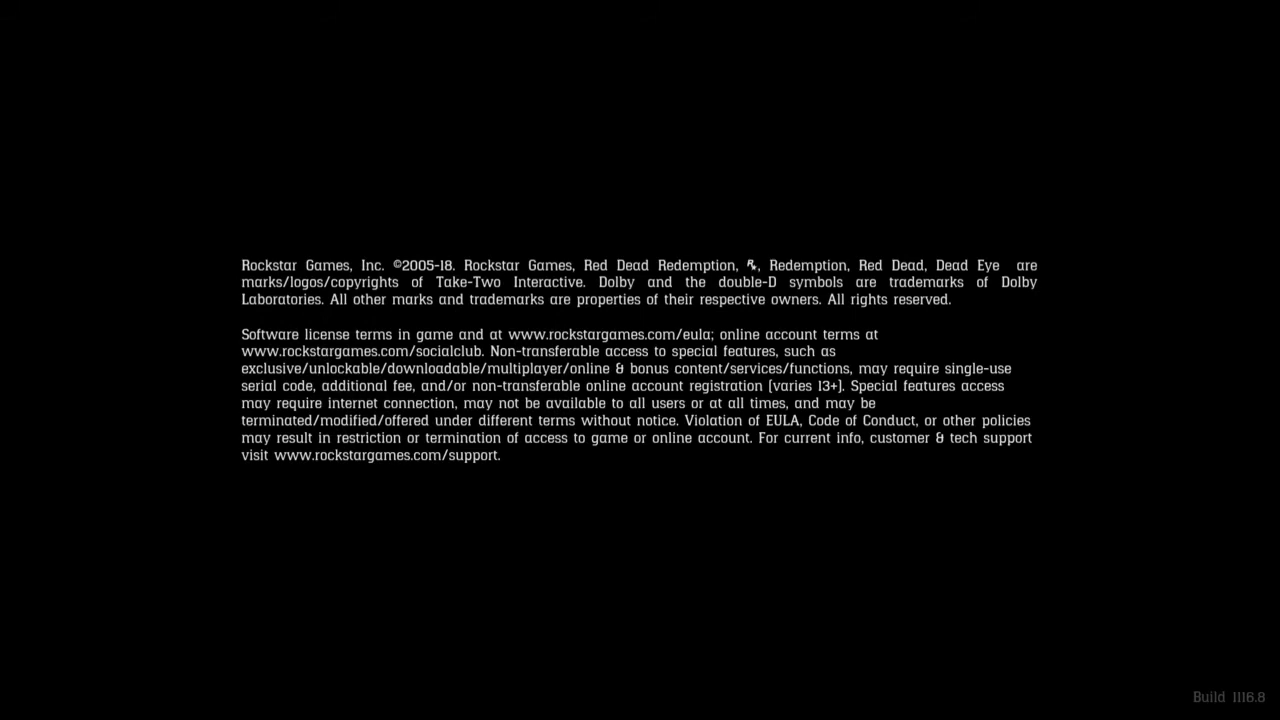 Rockstar Games, Inc. ©2005-18. Rockstar Games, Red Dead Redemption, R*, Redemption, Red Dead, Dead Eye are
marks/logos/copyrights of Take-Two Interactive. Dolby and the double-D symbols are trademarks of Dolby
Laboratories. All other marks and trademarks are properties of their respective owners. All rights reserved.
Software license terms in game and at www.rockstargames.com/eula; online account terms at
www.rockstargames.com/socialclub. Non-transferable access to special features, such as
exclusive/unlockable/downloadable/multiplayer/online & bonus content/services/functions, may require single-use
serial code, additional fee, and/or non-transferable online account registration (varies 13+). Special features access
may require internet connection, may not be available to all users or at all times, and may be
terminated/modified/offered under different terms without notice. Violation of EULA, Code of Conduct, or other policies
may result in restriction or termination of access to game or online account. For current info, customer & tech support
visit www.rockstargames.com/support.
Build 1116.8